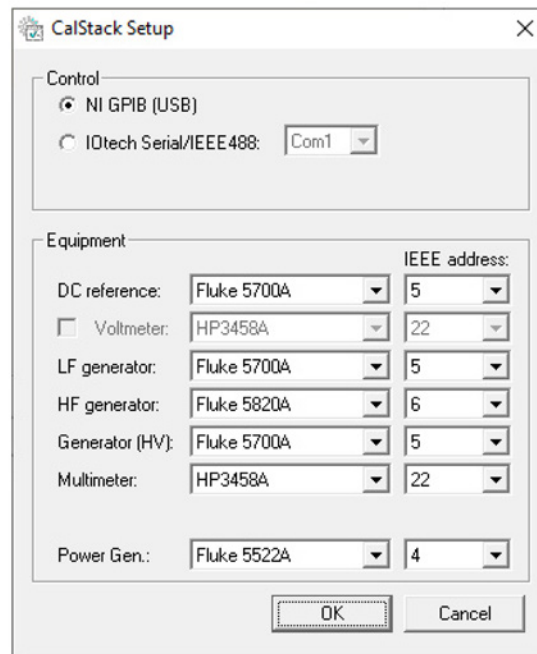 CalStack Setup
Control
NI GPIB (USB)
IOtech Serial/IEEE488: Com1
Equipment
IEEE address:
DC reference: Fluke 5700A 5
Voltmeter: HP3458A 22
LF generator: Fluke 5700A 5
HF generator: Fluke 5820A 6
Generator (HV): Fluke 5700A 5
Multimeter: HP3458A 22
Power Gen.: Fluke 5522A 4
OK Cancel